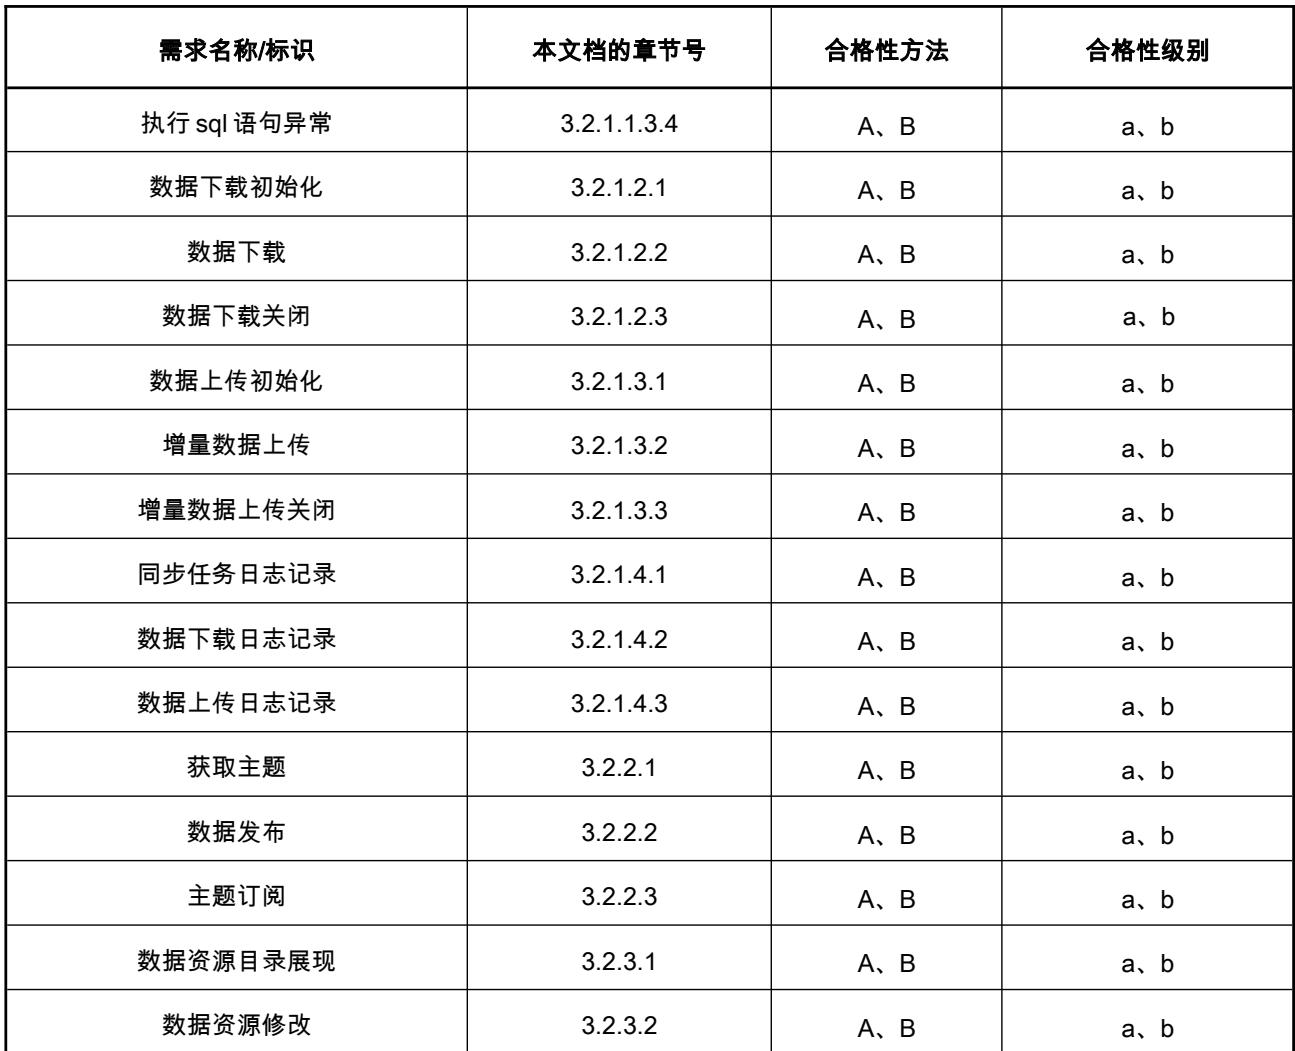 需求名称/标识 本文档的章节号 合格性方法 合格性级别
执行 sql 语句异常 3.2.1.1.3.4 A、B a、b
数据下载初始化 3.2.1.2.1 A、B a、b
数据下载 3.2.1.2.2 A、B a、b
数据下载关闭 3.2.1.2.3 A、B a、b
数据上传初始化 3.2.1.3.1 A、B a、b
增量数据上传 3.2.1.3.2 A、B a、b
增量数据上传关闭 3.2.1.3.3 A、B a、b
同步任务日志记录 3.2.1.4.1 A、B a、b
数据下载日志记录 3.2.1.4.2 A、B a、b
数据上传日志记录 3.2.1.4.3 A、B a、b
获取主题 3.2.2.1 A、B a、b
数据发布 3.2.2.2 A、B a、b
主题订阅 3.2.2.3 A、B a、b
数据资源目录展现 3.2.3.1 A、B a、b
数据资源修改 3.2.3.2 A、B a、b